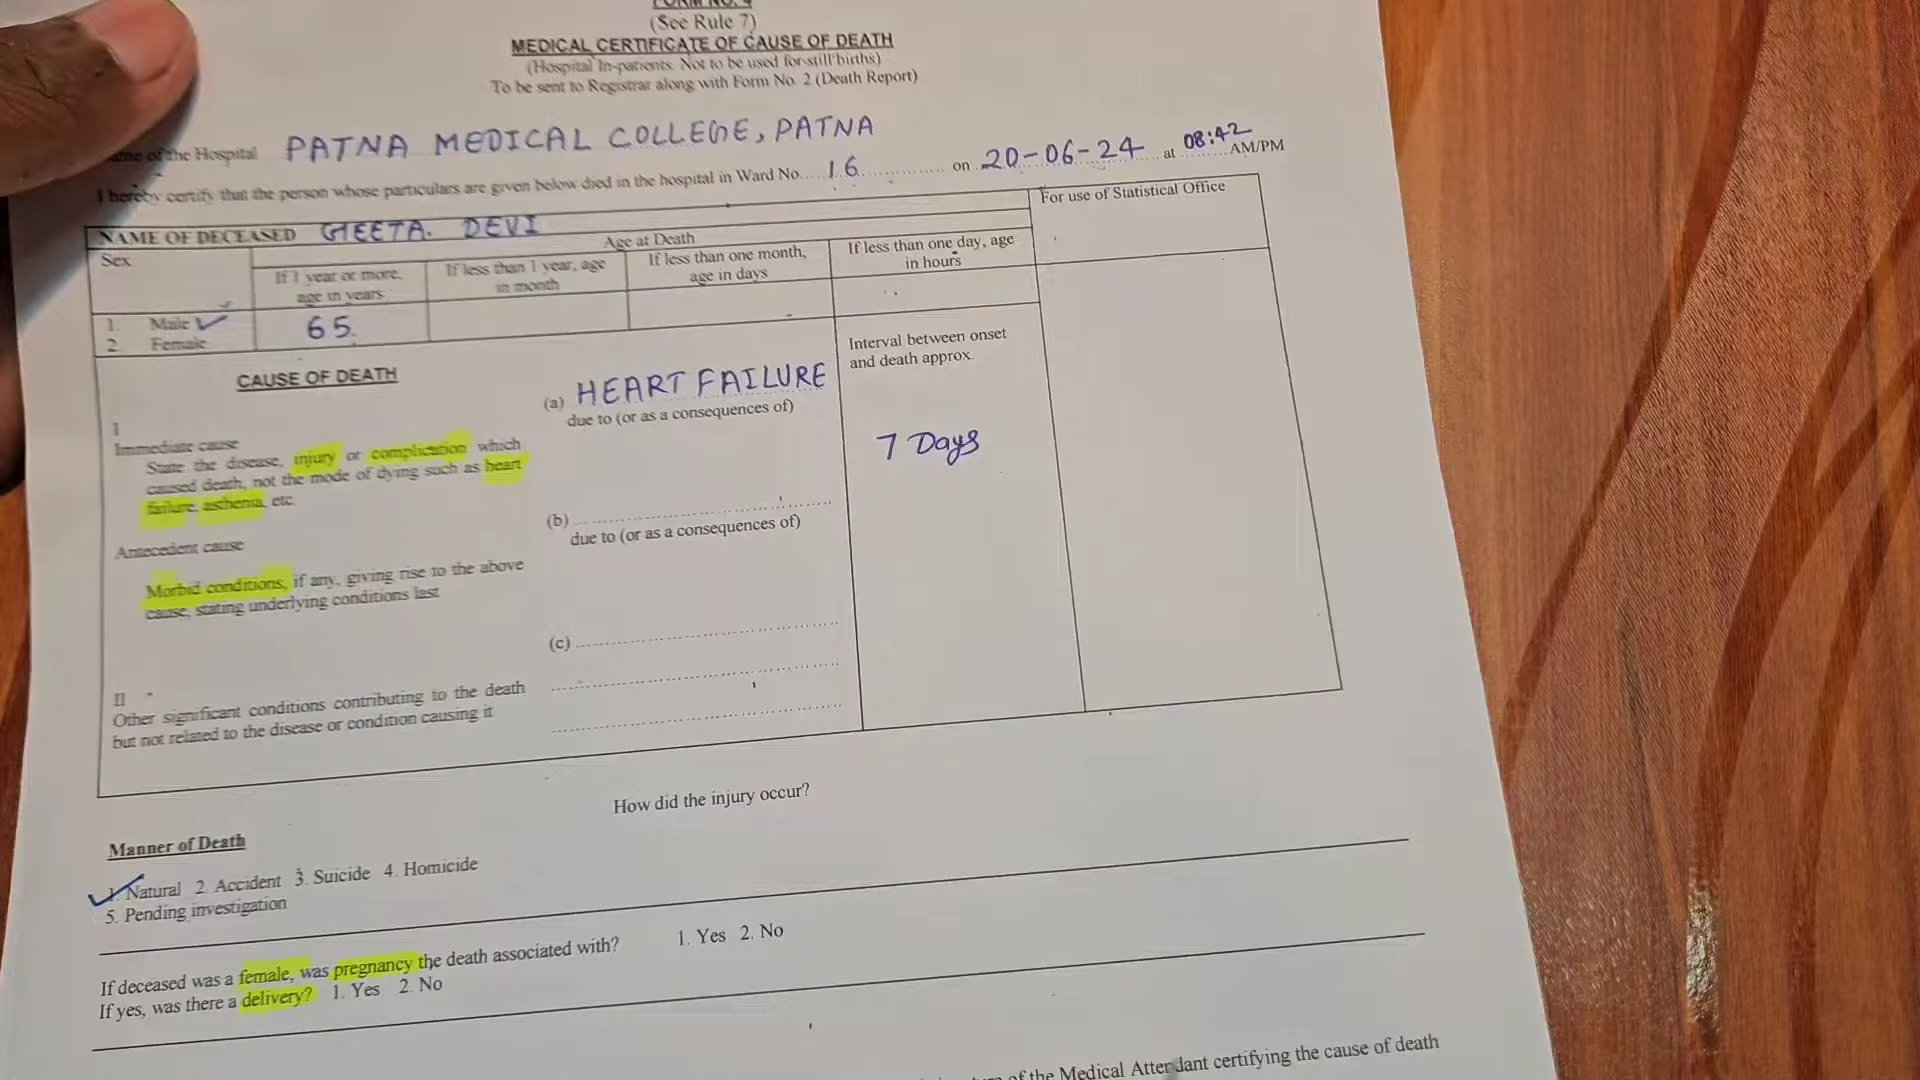 FORM NO. 4
(See Rule 7)
MEDICAL CERTIFICATE OF CAUSE OF DEATH
(Hospital In-patients. Not to be used for still births)
To be sent to Registrar along with Form No. 2 (Death Report)
of the Hospital PATNA MEDICAL COLLEGE, PATNA
I hereby certify that the person whose particulars are given below died in the hospital in Ward No. 16 on 20-06-24 at 08:42 AM/PM
NAME OF DECEASED GEETA. DEVI
For use of Statistical Office
Sex
Age at Death
If 1 year or more, age in years
If less than 1 year, age in month
If less than one month, age in days
If less than one day, age in hours
1. Male ✓
2. Female
65.
CAUSE OF DEATH
Interval between onset
and death approx.
(a) HEART FAILURE
due to (or as a consequences of)
7 Days
I
Immediate cause
State the disease, injury or complication which
caused death, not the mode of dying such as heart
failure, asthenia, etc.
(b)
due to (or as a consequences of)
Antecedent cause
Morbid conditions, if any, giving rise to the above
cause, stating underlying conditions last
(c)
II
Other significant conditions contributing to the death
but not related to the disease or condition causing it
How did the injury occur?
Manner of Death
✓ 1. Natural 2. Accident 3. Suicide 4. Homicide
5. Pending investigation
If deceased was a female, was pregnancy the death associated with? 1. Yes 2. No
If yes, was there a delivery? 1. Yes 2. No
of the Medical Attendant certifying the cause of death